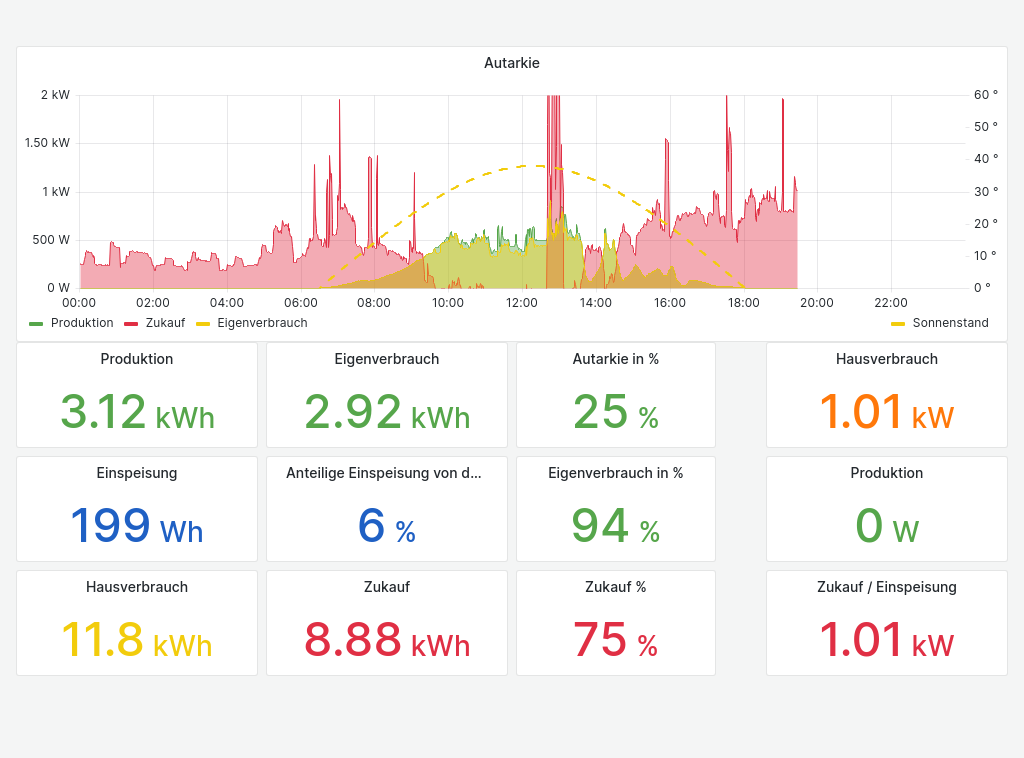 Autarkie
2 kW
1.50 kW
1 kW
500 W
0 W
60 °
50 °
40 °
30 °
20 °
10 °
0 °
00:00 02:00 04:00 06:00 08:00 10:00 12:00 14:00 16:00 18:00 20:00 22:00
Produktion Zukauf Eigenverbrauch Sonnenstand
Produktion
3.12 kWh
Eigenverbrauch
2.92 kWh
Autarkie in %
25 %
Hausverbrauch
1.01 kW
Einspeisung
199 Wh
Anteilige Einspeisung von d...
6 %
Eigenverbrauch in %
94 %
Produktion
0 W
Hausverbrauch
11.8 kWh
Zukauf
8.88 kWh
Zukauf %
75 %
Zukauf / Einspeisung
1.01 kW